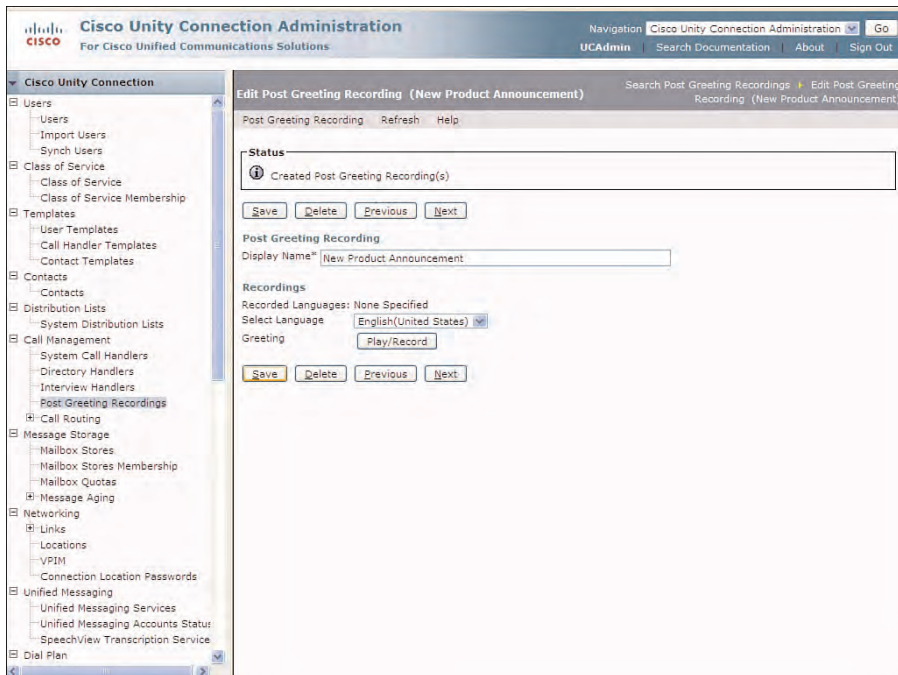 Cisco Unity Connection Administration
cisco For Cisco Unified Communications Solutions
Navigation Cisco Unity Connection Administration Go
UCAdmin | Search Documentation | About | Sign Out
Cisco Unity Connection
Users
Users
Import Users
Synch Users
Class of Service
Class of Service
Class of Service Membership
Templates
User Templates
Call Handler Templates
Contact Templates
Contacts
Contacts
Distribution Lists
System Distribution Lists
Call Management
System Call Handlers
Directory Handlers
Interview Handlers
Post Greeting Recordings
Call Routing
Message Storage
Mailbox Stores
Mailbox Stores Membership
Mailbox Quotas
Message Aging
Networking
Links
Locations
VPIM
Connection Location Passwords
Unified Messaging
Unified Messaging Services
Unified Messaging Accounts Status
SpeechView Transcription Service
Dial Plan
Edit Post Greeting Recording (New Product Announcement)
Search Post Greeting Recordings Edit Post Greeting
Recording (New Product Announcement)
Post Greeting Recording Refresh Help
Status
Created Post Greeting Recording(s)
Save Delete Previous Next
Post Greeting Recording
Display Name* New Product Announcement
Recordings
Recorded Languages: None Specified
Select Language English(United States)
Greeting Play/Record
Save Delete Previous Next